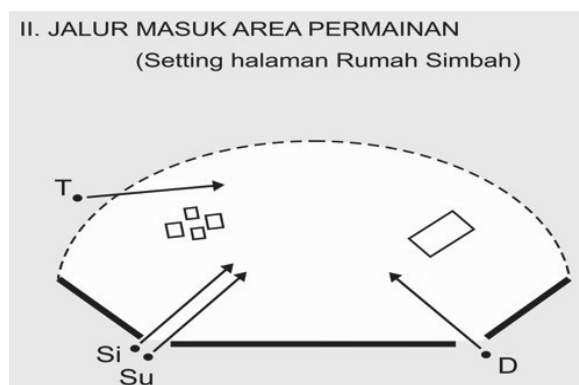 II. JALUR MASUK AREA PERMAINAN
(Setting halaman Rumah Simbah)
T
Si
Su
D